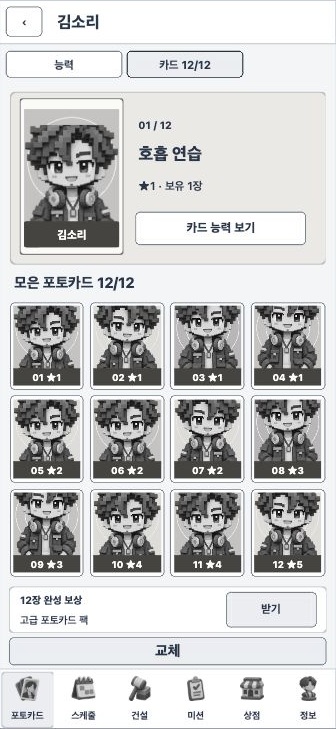 ‹ 김소리
능력 카드 12/12
01 / 12
호흡 연습
★1 · 보유 1장
김소리
카드 능력 보기
모은 포토카드 12/12
01 ★1 02 ★1 03 ★1 04 ★1
05 ★2 06 ★2 07 ★2 08 ★3
09 ★3 10 ★4 11 ★4 12 ★5
12장 완성 보상
고급 포토카드 팩
받기
교체
포토카드 스케줄 건설 미션 상점 정보